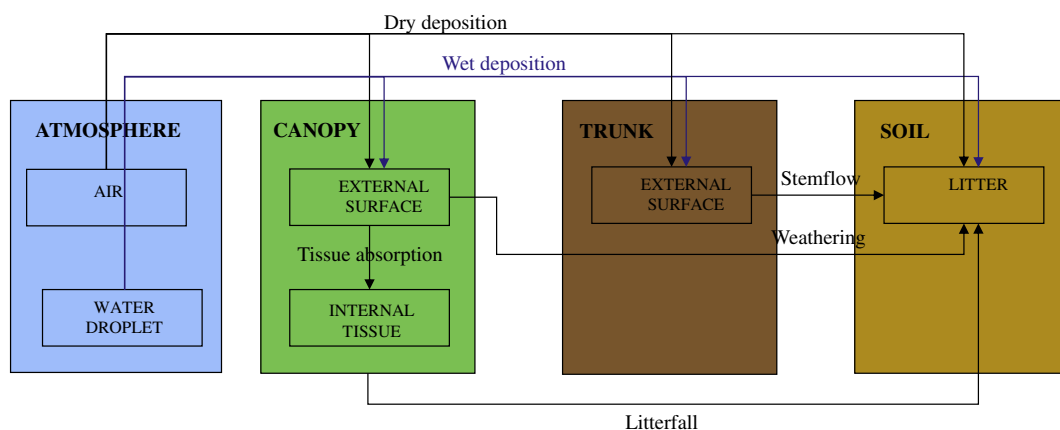 Dry deposition
Wet deposition
ATMOSPHERE
CANOPY
TRUNK
SOIL
AIR
EXTERNAL
SURFACE
EXTERNAL
SURFACE
Stemflow
LITTER
Tissue absorption
Weathering
WATER
DROPLET
INTERNAL
TISSUE
Litterfall